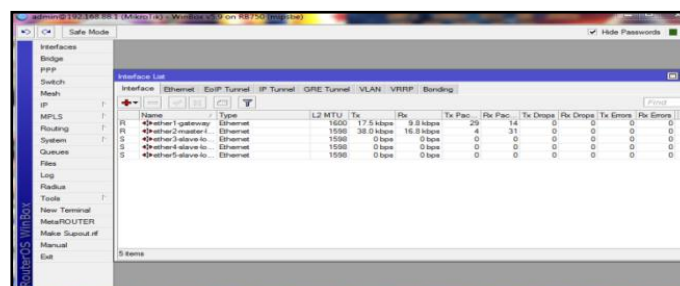 admin@192.168.88.1 (MikroTik) - WinBox v5.9 on RB750 (mipsbe)
Safe Mode
Hide Passwords
Interfaces
Bridge
PPP
Switch
Mesh
IP
MPLS
Routing
System
Queues
Files
Log
Radius
Tools
New Terminal
MetaROUTER
Make Supout.rif
Manual
Exit
RouterOS WinBox
Interface List
Interface Ethernet EoIP Tunnel IP Tunnel GRE Tunnel VLAN VRRP Bonding
Find
Name Type L2 MTU Tx Rx Tx Pac... Rx Pac... Tx Drops Rx Drops Tx Errors Rx Errors
R ether1-gateway Ethernet 1600 17.5 kbps 9.8 kbps 29 14 0 0 0 0
R ether2-master-l... Ethernet 1598 38.0 kbps 16.8 kbps 4 31 0 0 0 0
S ether3-slave-lo... Ethernet 1598 0 bps 0 bps 0 0 0 0 0 0
S ether4-slave-lo... Ethernet 1598 0 bps 0 bps 0 0 0 0 0 0
S ether5-slave-lo... Ethernet 1598 0 bps 0 bps 0 0 0 0 0 0
5 items